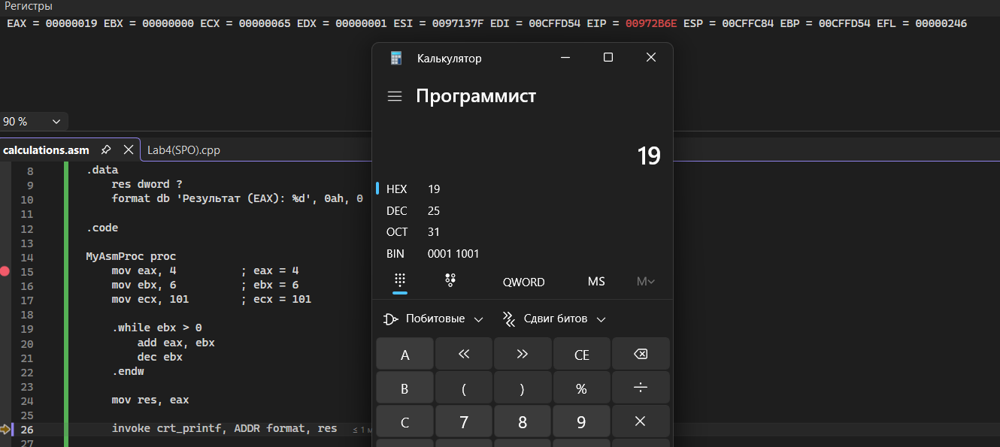 Регистры
EAX = 00000019 EBX = 00000000 ECX = 00000065 EDX = 00000001 ESI = 0097137F EDI = 00CFFD54 EIP = 00972B6E ESP = 00CFFC84 EBP = 00CFFD54 EFL = 00000246
90 %
calculations.asm
Lab4(SPO).cpp
8 .data
9 res dword ?
10 format db 'Результат (EAX): %d', 0ah, 0
11
12 .code
13
14 MyAsmProc proc
15 mov eax, 4 ; eax = 4
16 mov ebx, 6 ; ebx = 6
17 mov ecx, 101 ; ecx = 101
18
19 .while ebx > 0
20 add eax, ebx
21 dec ebx
22 .endw
23
24 mov res, eax
25
26 invoke crt_printf, ADDR format, res ≤ 1
27
Калькулятор
Программист
19
HEX 19
DEC 25
OCT 31
BIN 0001 1001
QWORD MS M
Побитовые Сдвиг битов
A << >> CE
B ( ) % ÷
C 7 8 9 ×